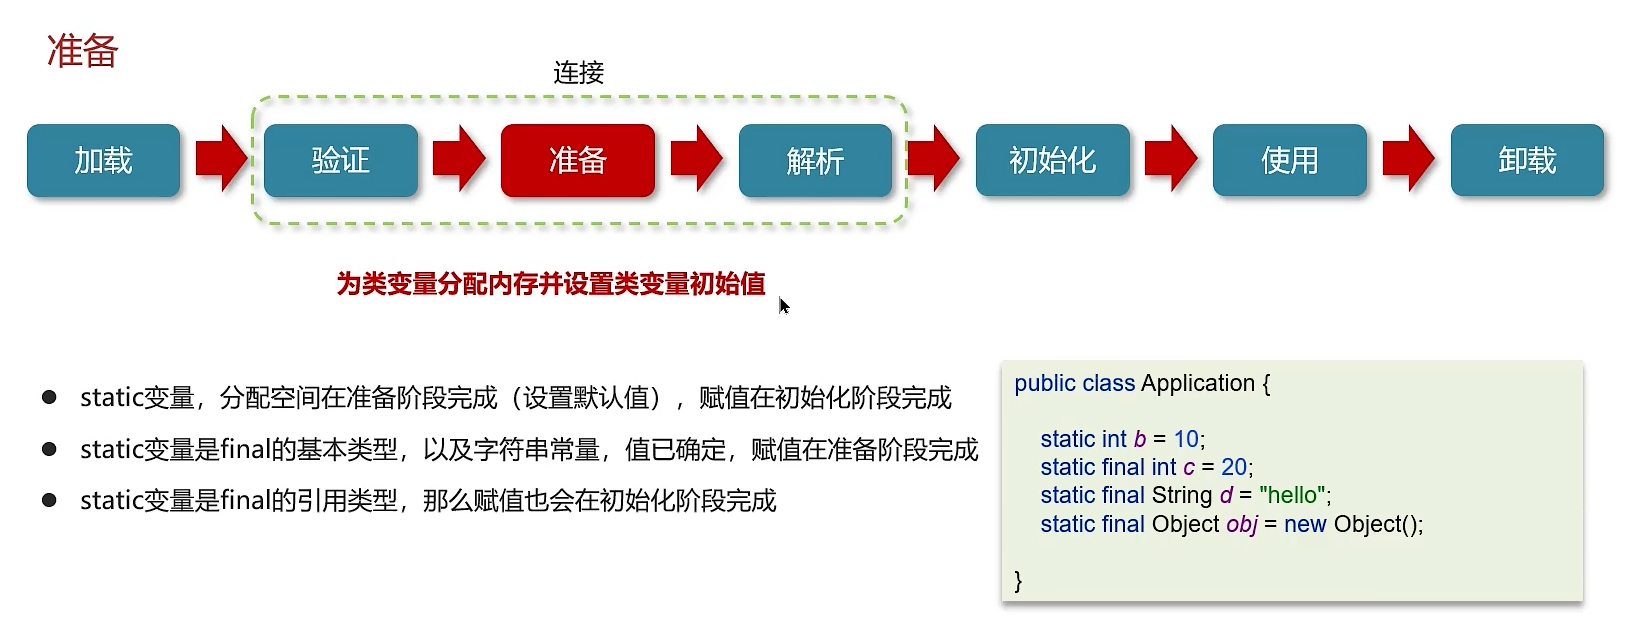 准备
连接
加载
验证
准备
解析
初始化
使用
卸载
为类变量分配内存并设置类变量初始值
● static变量，分配空间在准备阶段完成（设置默认值），赋值在初始化阶段完成
● static变量是final的基本类型，以及字符串常量，值已确定，赋值在准备阶段完成
● static变量是final的引用类型，那么赋值也会在初始化阶段完成
public class Application {
static int b = 10;
static final int c = 20;
static final String d = "hello";
static final Object obj = new Object();
}